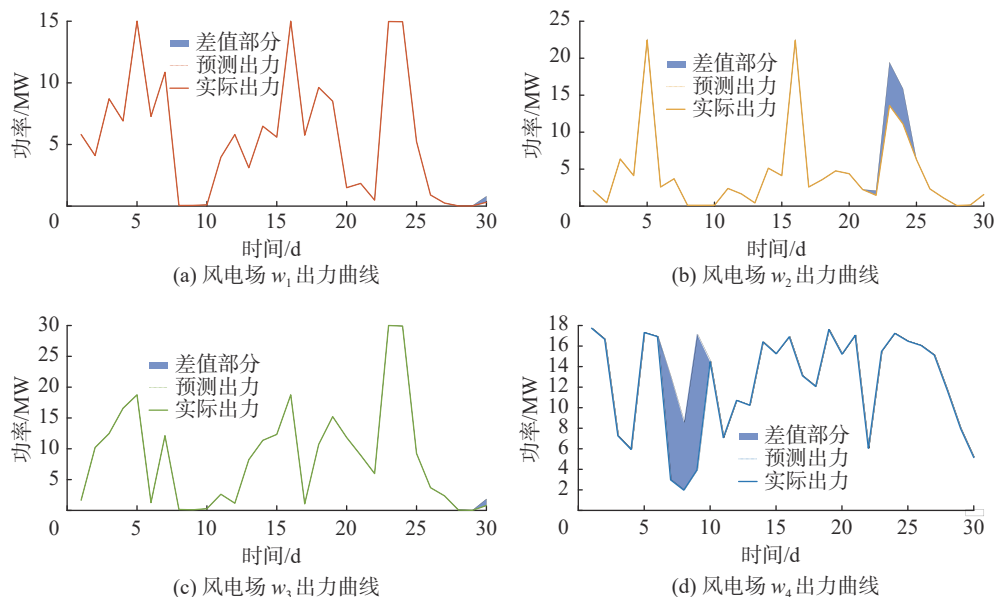 15
10
5
0
5
10
15
20
25
30
功率/MW
时间/d
差值部分
预测出力
实际出力
(a) 风电场 w₁ 出力曲线
25
20
15
10
5
0
5
10
15
20
25
30
功率/MW
时间/d
差值部分
预测出力
实际出力
(b) 风电场 w₂ 出力曲线
30
25
20
15
10
5
0
5
10
15
20
25
30
功率/MW
时间/d
差值部分
预测出力
实际出力
(c) 风电场 w₃ 出力曲线
18
16
14
12
10
8
6
4
2
0
5
10
15
20
25
30
功率/MW
时间/d
差值部分
预测出力
实际出力
(d) 风电场 w₄ 出力曲线